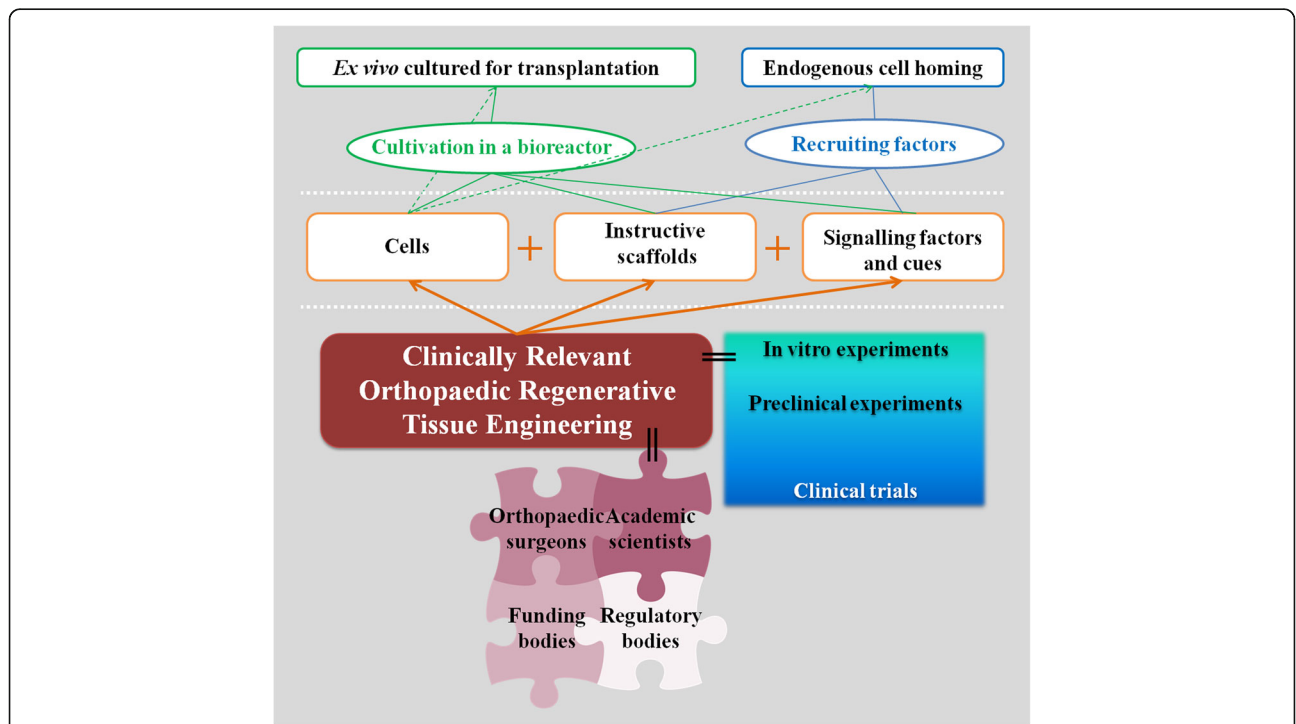 Ex vivo cultured for transplantation
Endogenous cell homing
Cultivation in a bioreactor
Recruiting factors
Cells
+
Instructive
scaffolds
+
Signalling factors
and cues
Clinically Relevant
Orthopaedic Regenerative
Tissue Engineering
In vitro experiments
Preclinical experiments
Clinical trials
Orthopaedic
surgeons
Academic
scientists
Funding
bodies
Regulatory
bodies